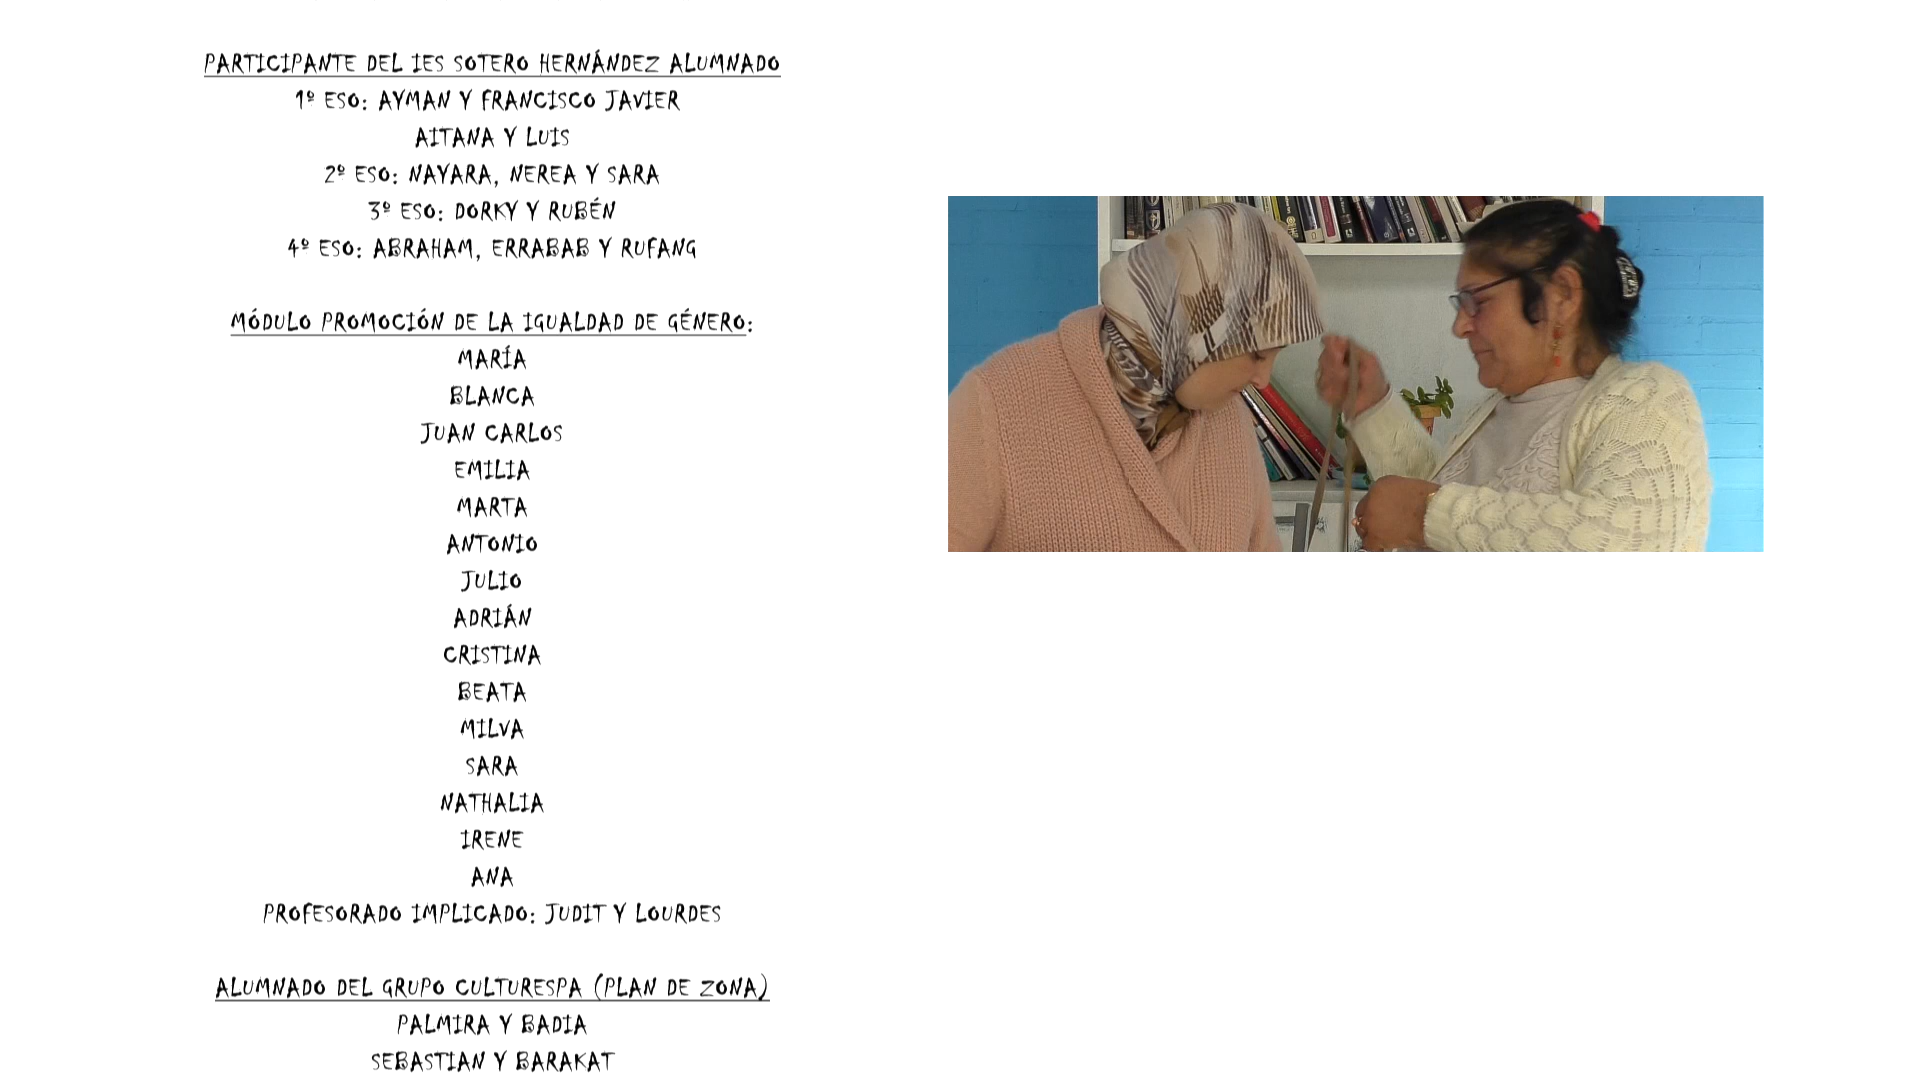 PARTICIPANTE DEL IES SOTERO HERNÁNDEZ ALUMNADO
1º ESO: AYMAN Y FRANCISCO JAVIER
AITANA Y LUIS
2º ESO: NAYARA, NEREA Y SARA
3º ESO: DORKY Y RUBÉN
4º ESO: ABRAHAM, ERRABAB Y RUFANG
MÓDULO PROMOCIÓN DE LA IGUALDAD DE GÉNERO:
MARÍA
BLANCA
JUAN CARLOS
EMILIA
MARTA
ANTONIO
JULIO
ADRIÁN
CRISTINA
BEATA
MILVA
SARA
NATHALIA
IRENE
ANA
PROFESORADO IMPLICADO: JUDIT Y LOURDES
ALUMNADO DEL GRUPO CULTURESPA (PLAN DE ZONA)
PALMIRA Y BADIA
SEBASTIAN Y BARAKAT